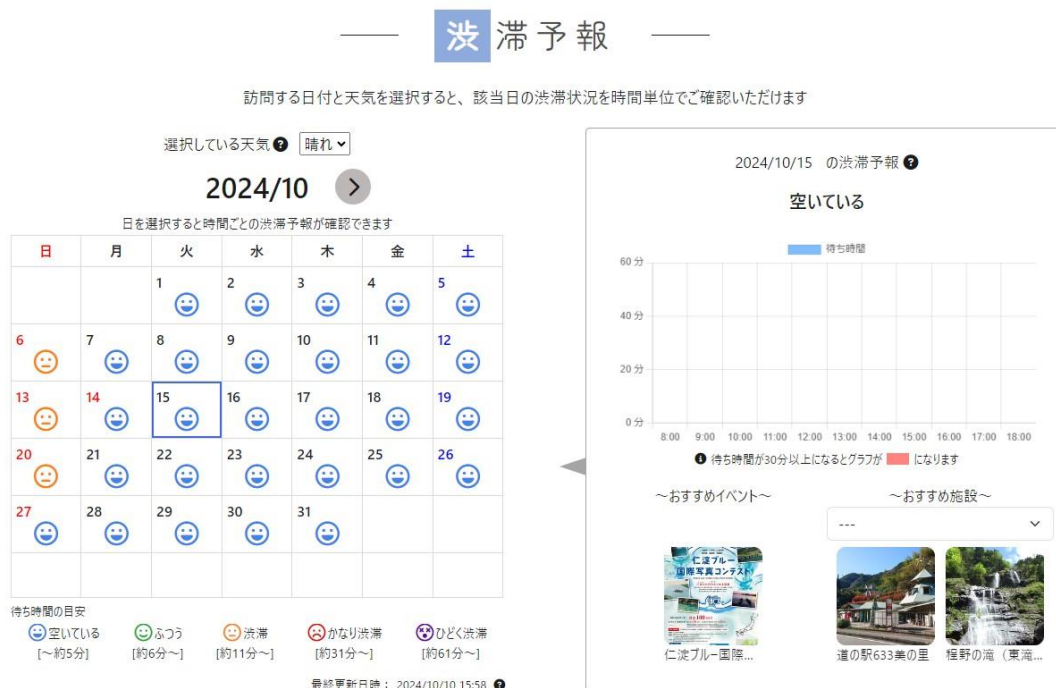 渋滞予報
訪問する日付と天気を選択すると、該当日の渋滞状況を時間単位でご確認いただけます
選択している天気 ? 晴れ
2024/10 >
日を選択すると時間ごとの渋滞予報が確認できます
日 月 火 水 木 金 土
1 2 3 4 5
6 7 8 9 10 11 12
13 14 15 16 17 18 19
20 21 22 23 24 25 26
27 28 29 30 31
待ち時間の目安
空いている ふつう 渋滞 かなり渋滞 ひどく渋滞
[～約5分] [約6分～] [約11分～] [約31分～] [約61分～]
最終更新日時： 2024/10/10 15:58 ?
2024/10/15 の渋滞予報 ?
空いている
待ち時間
60 分
40 分
20 分
0 分
8:00 9:00 10:00 11:00 12:00 13:00 14:00 15:00 16:00 17:00 18:00
待ち時間が30分以上になるとグラフが になります
～おすすめイベント～
仁淀ブルー
国際写真コンテスト
仁淀ブルー国際...
～おすすめ施設～
---
道の駅633美の里 程野の滝（東滝...